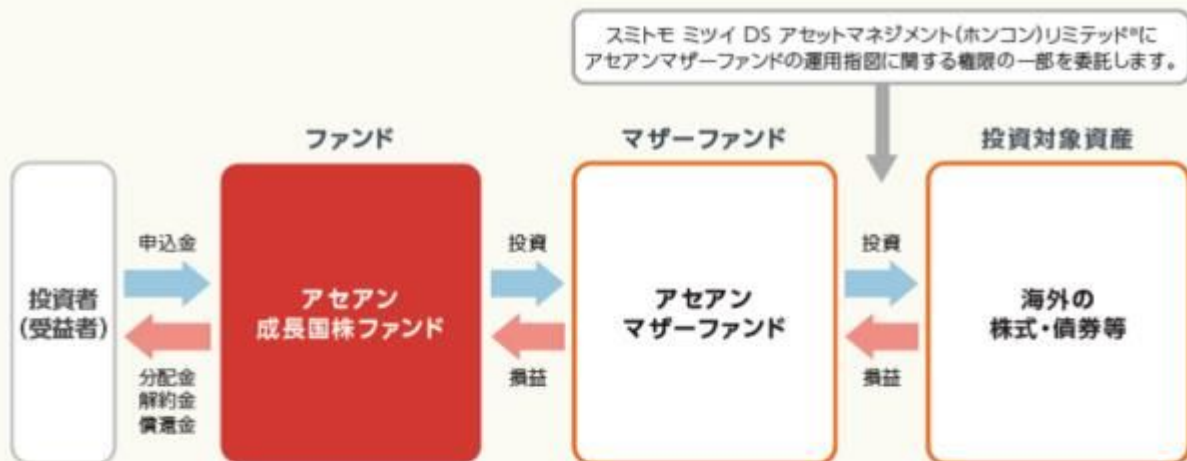 スミトモ ミツイ DS アセットマネジメント(ホンコン)リミテッド※に
アセアンマザーファンドの運用指図に関する権限の一部を委託します。
ファンド
マザーファンド
投資対象資産
投資者
(受益者)
申込金
分配金
解約金
償還金
アセアン
成長国株ファンド
投資
損益
アセアン
マザーファンド
投資
損益
海外の
株式・債券等